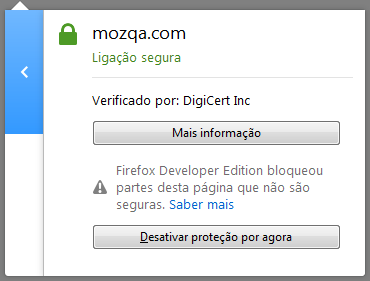 mozqa.com
Ligação segura
Verificado por: DigiCert Inc
Mais informação
Firefox Developer Edition bloqueou
partes desta página que não são
seguras. Saber mais
Desativar proteção por agora